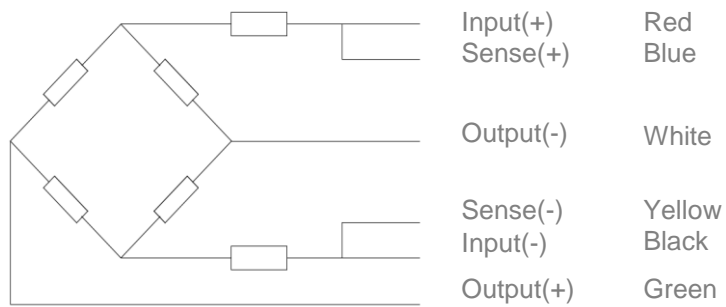 Input(+) Red
Sense(+) Blue
Output(-) White
Sense(-) Yellow
Input(-) Black
Output(+) Green